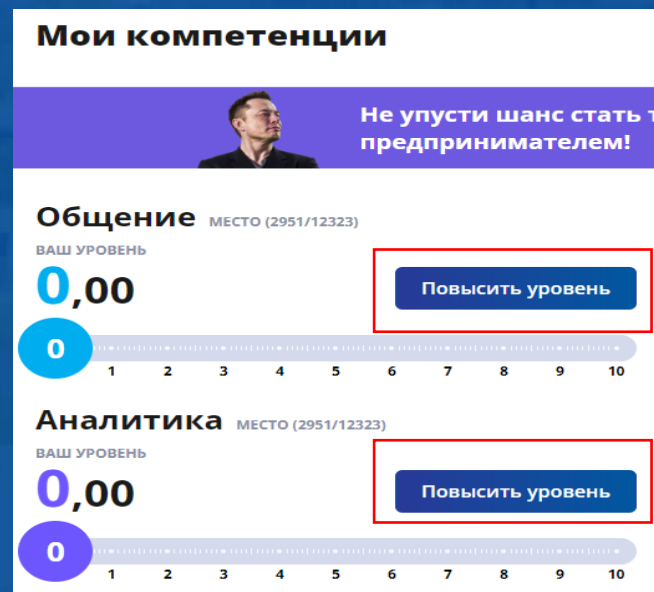 Мои компетенции
Не упусти шанс стать
предпринимателем!
Общение МЕСТО (2951/12323)
ВАШ УРОВЕНЬ
0,00
Повысить уровень
0
1 2 3 4 5 6 7 8 9 10
Аналитика МЕСТО (2951/12323)
ВАШ УРОВЕНЬ
0,00
Повысить уровень
0
1 2 3 4 5 6 7 8 9 10